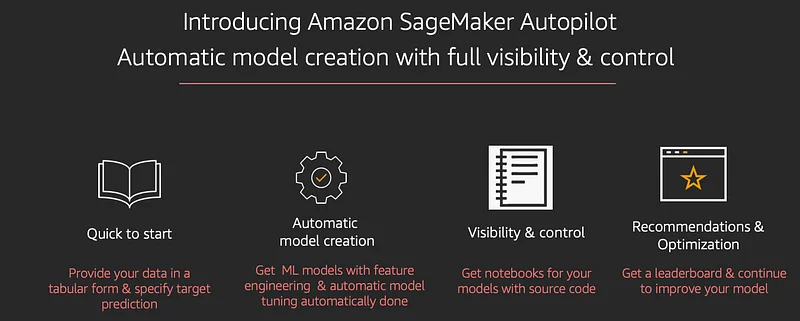 Introducing Amazon SageMaker Autopilot
Automatic model creation with full visibility & control
Quick to start
Provide your data in a
tabular form & specify target
prediction
Automatic
model creation
Get ML models with feature
engineering & automatic model
tuning automatically done
Visibility & control
Get notebooks for your
models with source code
Recommendations &
Optimization
Get a leaderboard & continue
to improve your model